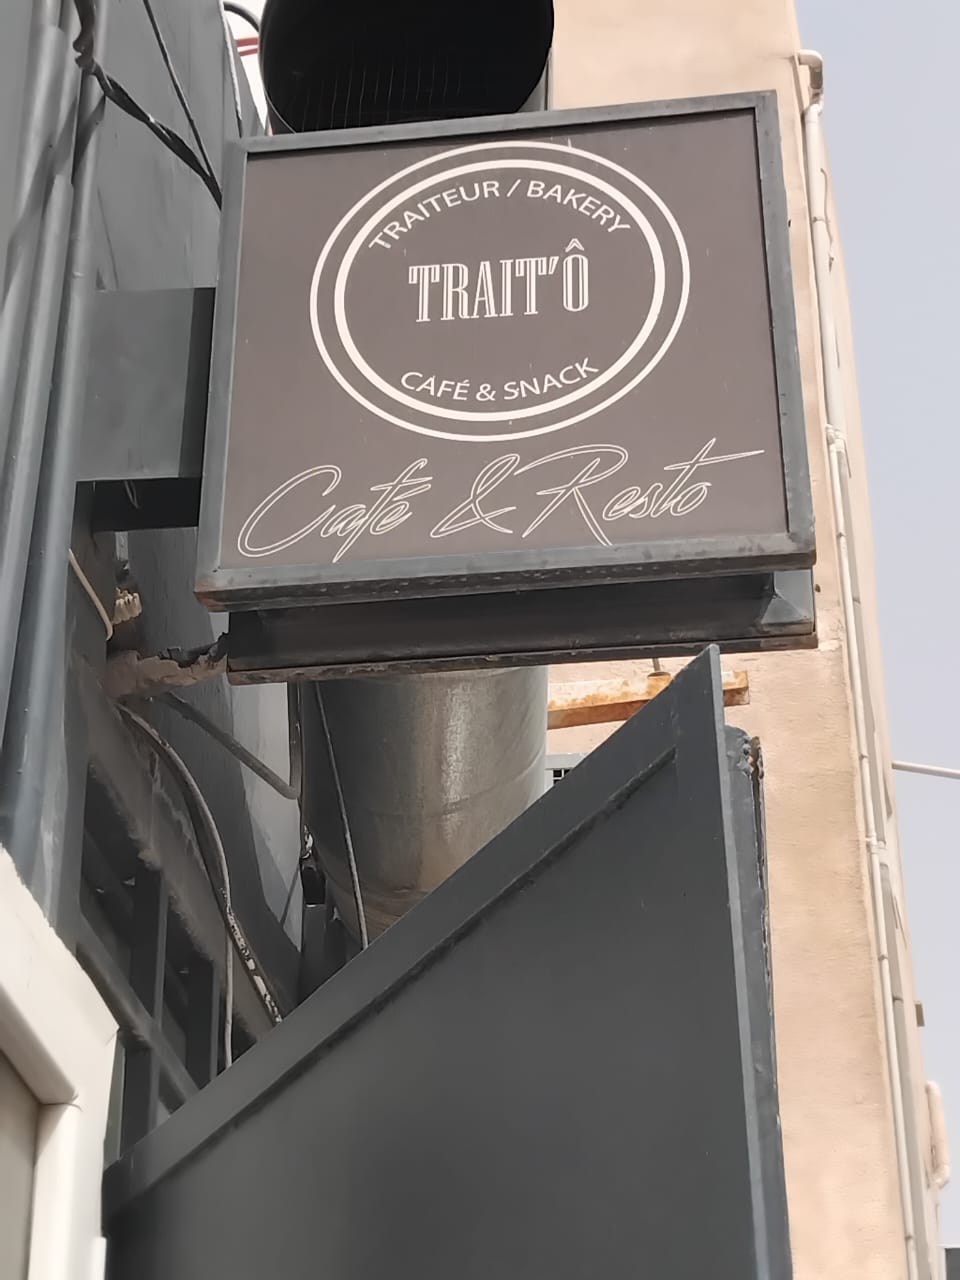 TRAITEUR / BAKERY
TRAIT'Ô
CAFÉ & SNACK
Café & Resto